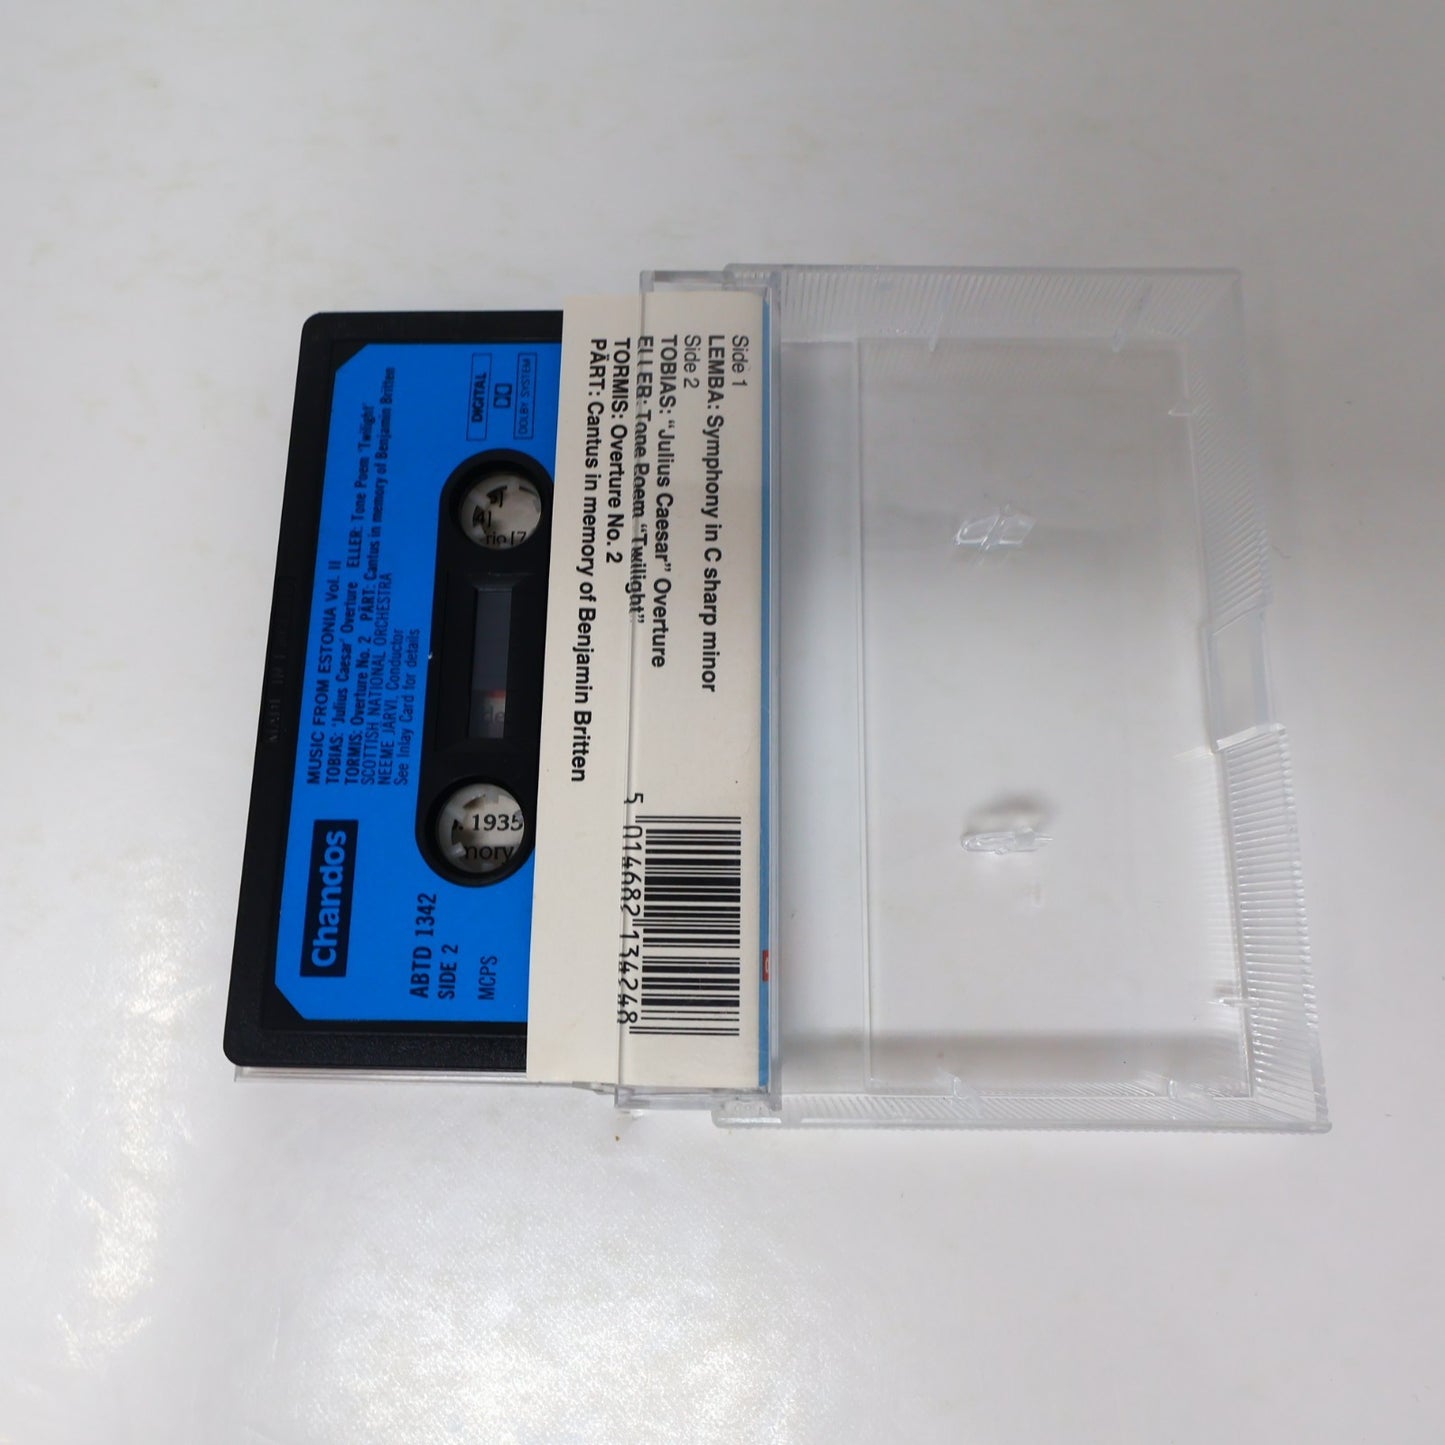 MUSIC FROM ESTONIA Vol. II
TOBIAS: 'Julius Caesar' Overture ELLER: Tone Poem 'Twilight'
TORMIS: Overture No. 2 PÄRT: Cantus in memory of Benjamin Britten
SCOTTISH NATIONAL ORCHESTRA
NEEME JÄRVI, Conductor
See Inlay Card for details
DIGITAL
DOLBY SYSTEM
Chandos
ABTD 1342
SIDE 2
MCPS
1935
Side 1
LEMBA: Symphony in C sharp minor
Side 2
TOBIAS: “Julius Caesar” Overture
ELLER: Tone Poem “Twilight”
TORMIS: Overture No. 2
PÄRT: Cantus in memory of Benjamin Britten
5 014682 134248